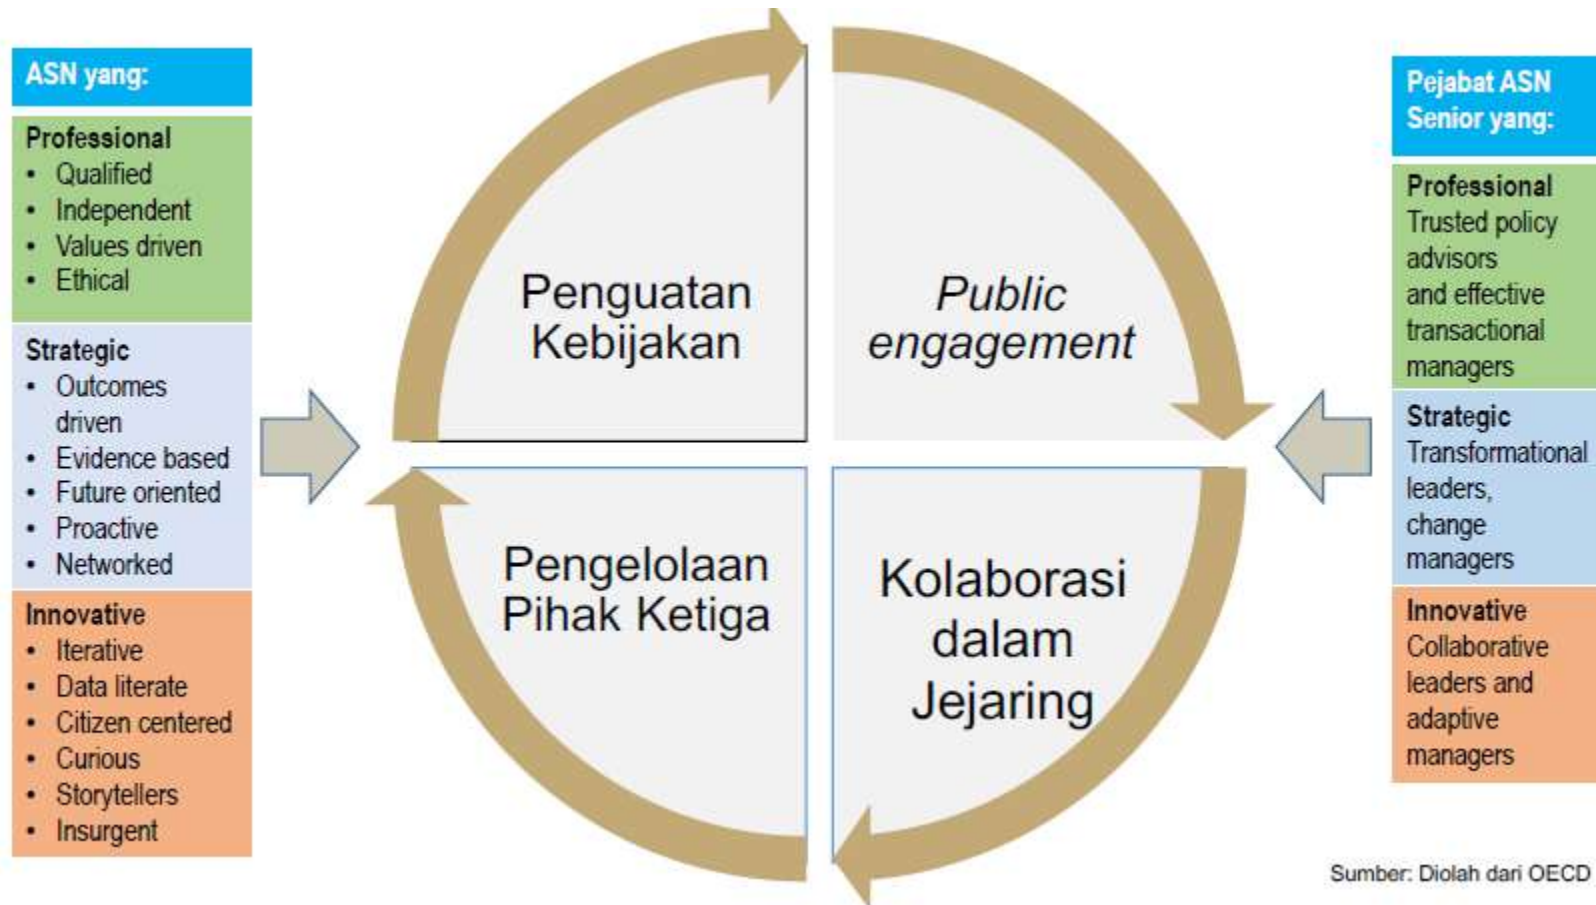 ASN yang:
Professional
• Qualified
• Independent
• Values driven
• Ethical
Strategic
• Outcomes
driven
• Evidence based
• Future oriented
• Proactive
• Networked
Innovative
• Iterative
• Data literate
• Citizen centered
• Curious
• Storytellers
• Insurgent
Penguatan
Kebijakan
Public
engagement
Pengelolaan
Pihak Ketiga
Kolaborasi
dalam
Jejaring
Pejabat ASN
Senior yang:
Professional
Trusted policy
advisors
and effective
transactional
managers
Strategic
Transformational
leaders,
change
managers
Innovative
Collaborative
leaders and
adaptive
managers
Sumber: Diolah dari OECD